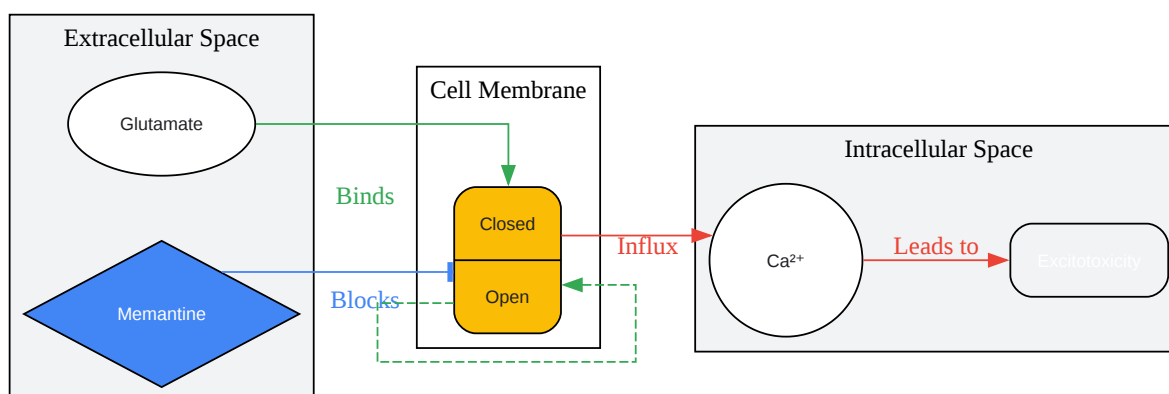 Extracellular Space
Glutamate
Memantine
Binds
Blocks
Cell Membrane
Closed
Open
Influx
Intracellular Space
Ca²⁺
Leads to
Excitotoxicity